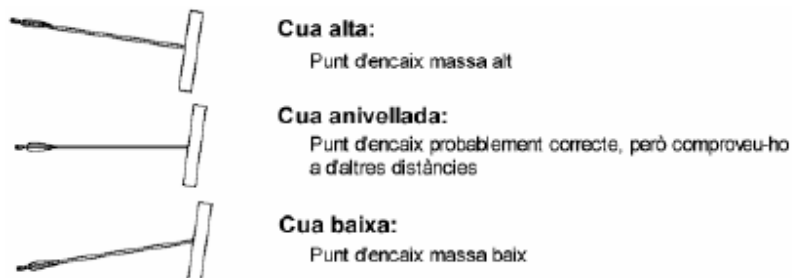 Cua alta:
Punt d'encaix massa alt
Cua anivellada:
Punt d'encaix probablement correcte, però comproveu-ho
a d'altres distàncies
Cua baixa:
Punt d'encaix massa baix